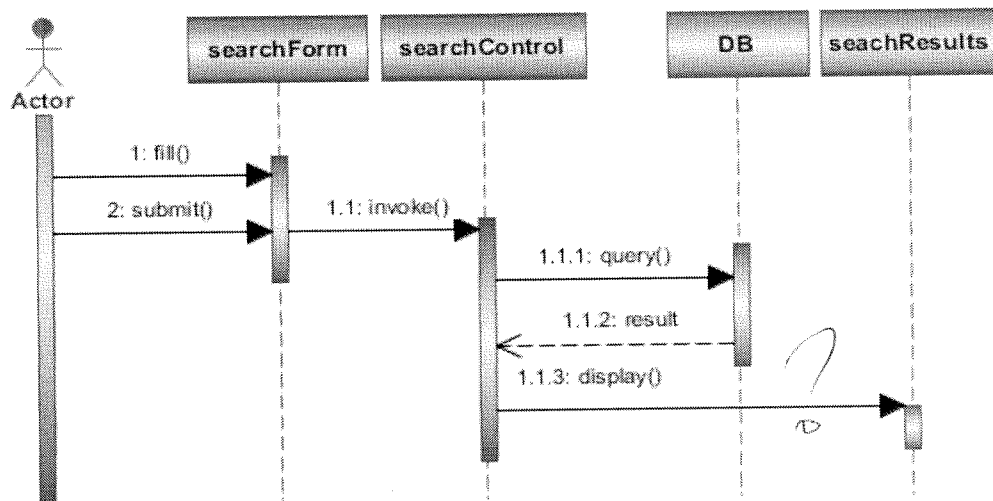 searchForm searchControl DB seachResults
Actor
1: fill()
2: submit() 1.1: invoke()
1.1.1: query()
1.1.2: result
1.1.3: display()
?